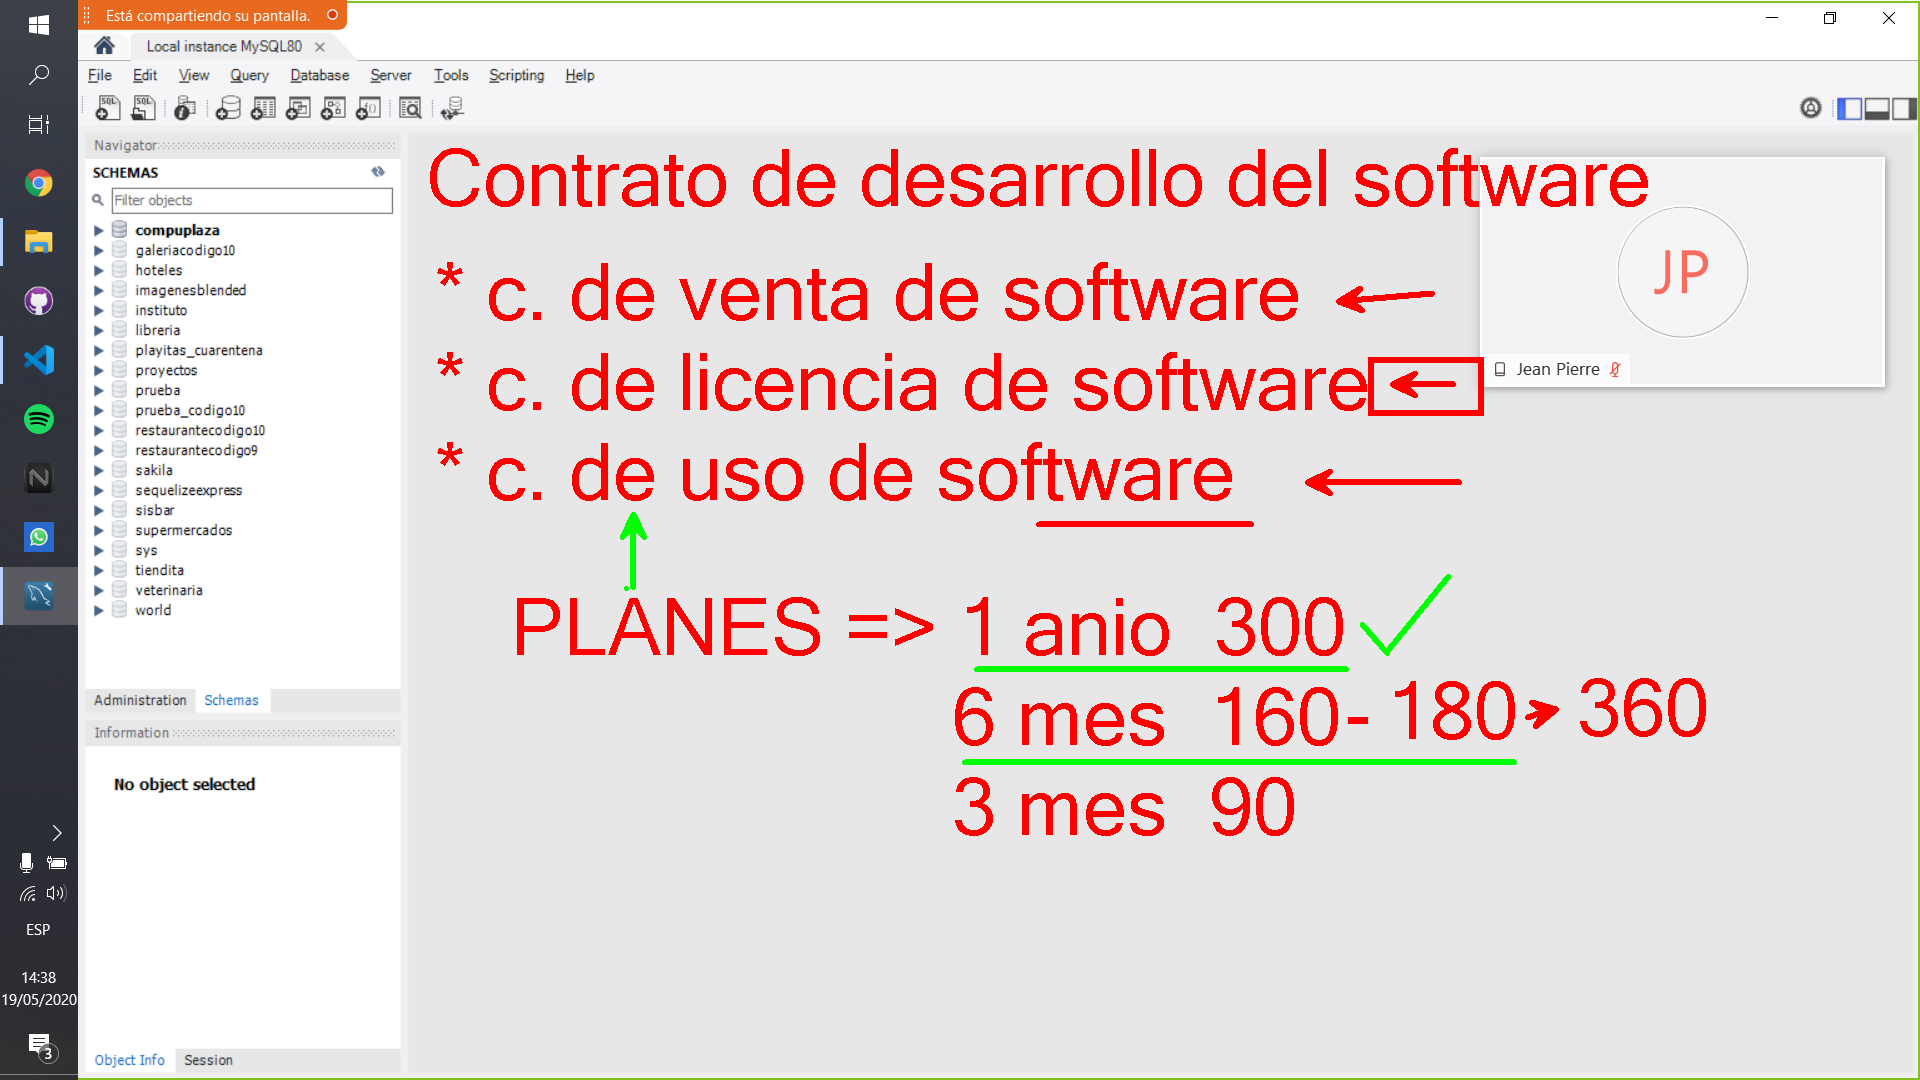 Está compartiendo su pantalla.
Local instance MySQL80
File Edit View Query Database Server Tools Scripting Help
Navigator
SCHEMAS
Filter objects
compuplaza
galeriacodigo10
hoteles
imagenesblended
instituto
libreria
playitas_cuarentena
proyectos
prueba
prueba_codigo10
restaurantecodigo10
restaurantecodigo9
sakila
sequelizeexpress
sisbar
supermercados
sys
tiendita
veterinaria
world
Administration Schemas
Information
No object selected
Object Info Session
Contrato de desarrollo del software
* c. de venta de software
* c. de licencia de software
* c. de uso de software
PLANES => 1 anio 300
6 mes 160- 180 360
3 mes 90
JP
Jean Pierre
ESP
14:38
19/05/2020
3